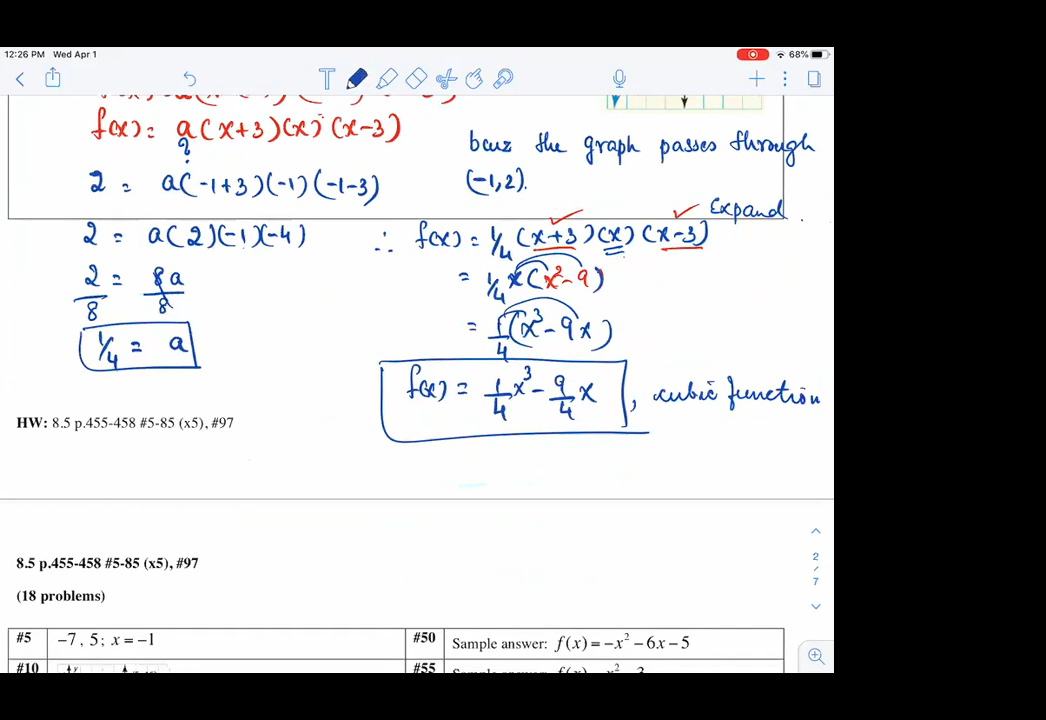 12:26 PM Wed Apr 1
68%
f(x) = a(x+3)(x)(x-3)
?
bcuz the graph passes through
(-1,2).
2 = a(-1+3)(-1)(-1-3)
Expand.
2 = a(2)(-1)(-4)
∴ f(x) = 1/4 (x+3)(x)(x-3)
2/8 = 8a/8
= 1/4 x(x²-9)
= 1/4 (x³-9x)
1/4 = a
f(x) = 1/4 x³ - 9/4 x , cubic function
HW: 8.5 p.455-458 #5-85 (x5), #97
8.5 p.455-458 #5-85 (x5), #97
2 / 7
(18 problems)
#5 −7, 5; x = −1 #50 Sample answer: f(x) = −x² − 6x − 5
#10 #55